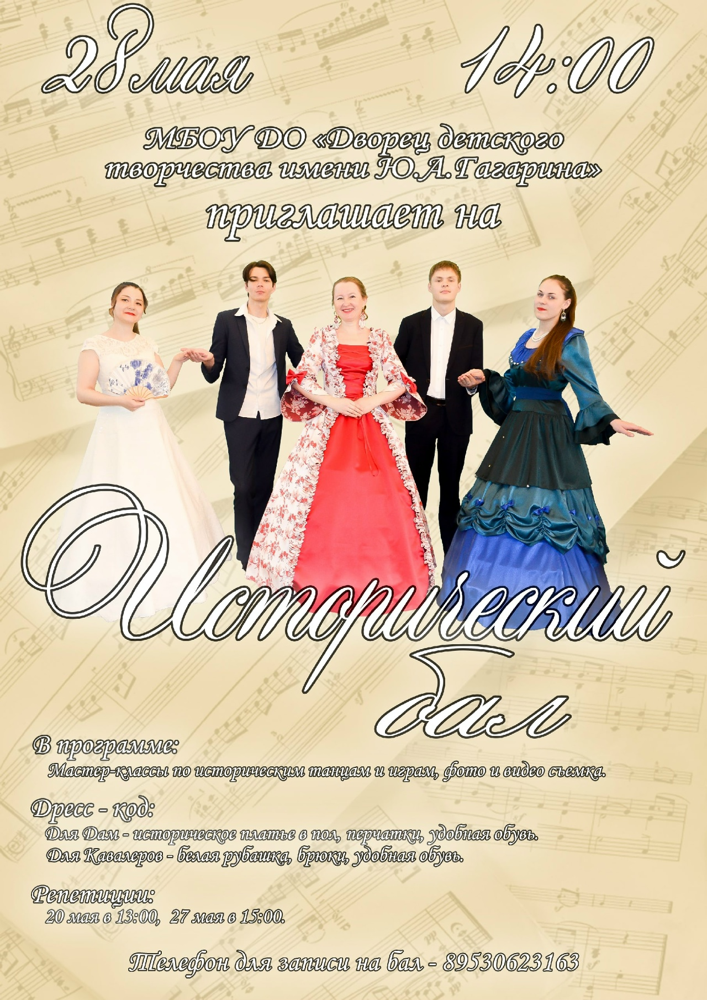 28 мая
14:00
МБОУ ДО «Дворец детского
творчества имени Ю.А.Гагарина»
приглашает на
Исторический
бал
В программе:
Мастер-классы по историческим танцам и играм, фото и видео съемка.
Дресс - код:
Для Дам - историческое платье в пол, перчатки, удобная обувь.
Для Кавалеров - белая рубашка, брюки, удобная обувь.
Репетиции:
20 мая в 13:00, 27 мая в 15:00.
Телефон для записи на бал - 89530623163